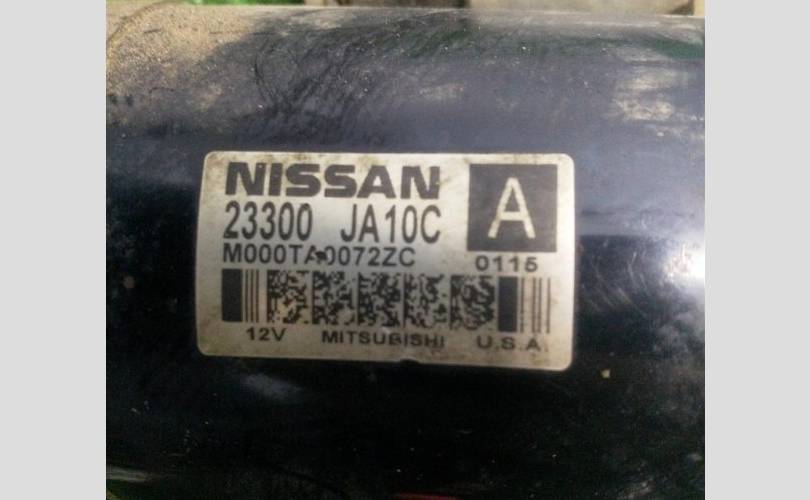 NISSAN
A
23300 JA10C
M000TA0072ZC
0115
12V MITSUBISHI U.S.A.